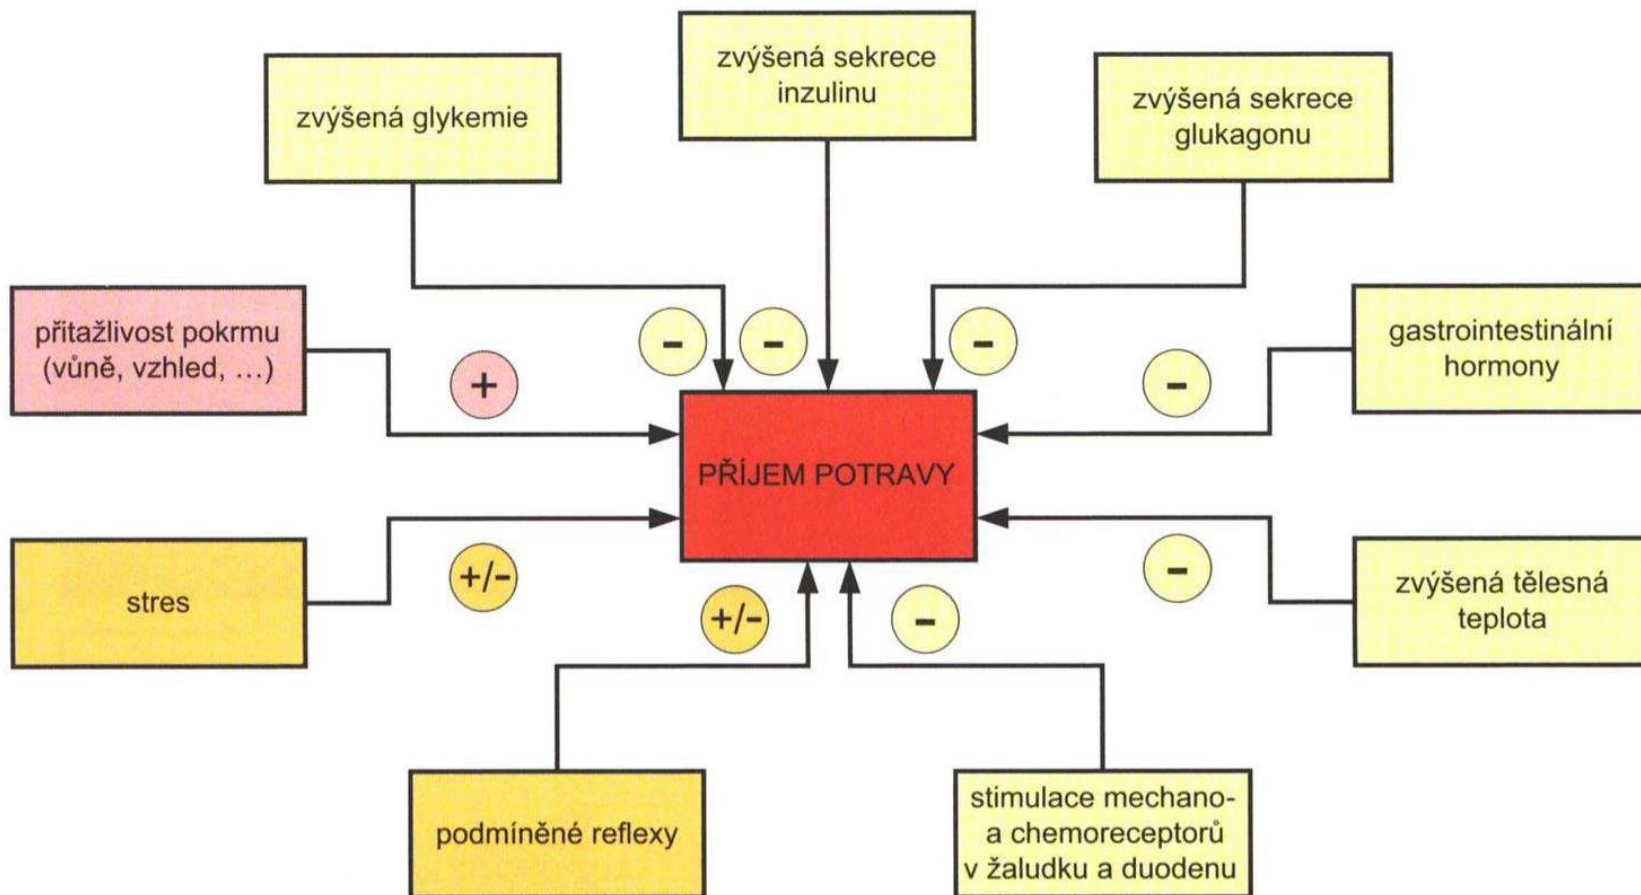 zvýšená sekrece
inzulinu
zvýšená glykemie
zvýšená sekrece
glukagonu
přitažlivost pokrmu
(vůně, vzhled, …)
gastrointestinální
hormony
+
-
-
-
-
PŘÍJEM POTRAVY
stres
+/-
+/-
-
-
zvýšená tělesná
teplota
podmíněné reflexy
stimulace mechano-
a chemoreceptorů
v žaludku a duodenu